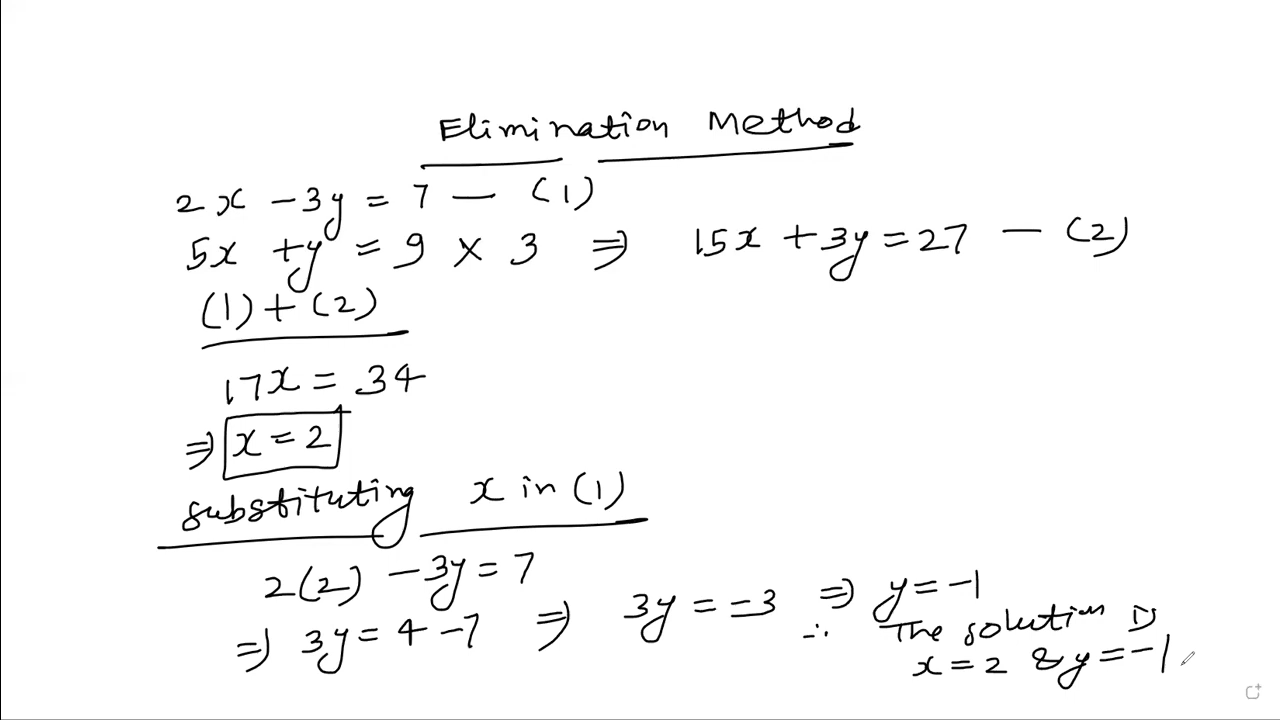 Elimination Method
2x - 3y = 7 — (1)
5x + y = 9 × 3 ⇒ 15x + 3y = 27 — (2)
(1) + (2)
17x = 34
⇒ x = 2
substituting x in (1)
2(2) - 3y = 7
⇒ 3y = 4 - 7 ⇒ 3y = -3 ⇒ y = -1
∴ The solution is
x = 2 & y = -1